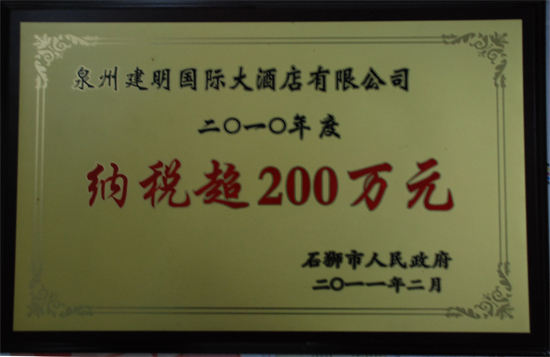 泉州建明国际大酒店有限公司
二〇一〇年度
纳税超200万元
石狮市人民政府
二〇一一年二月